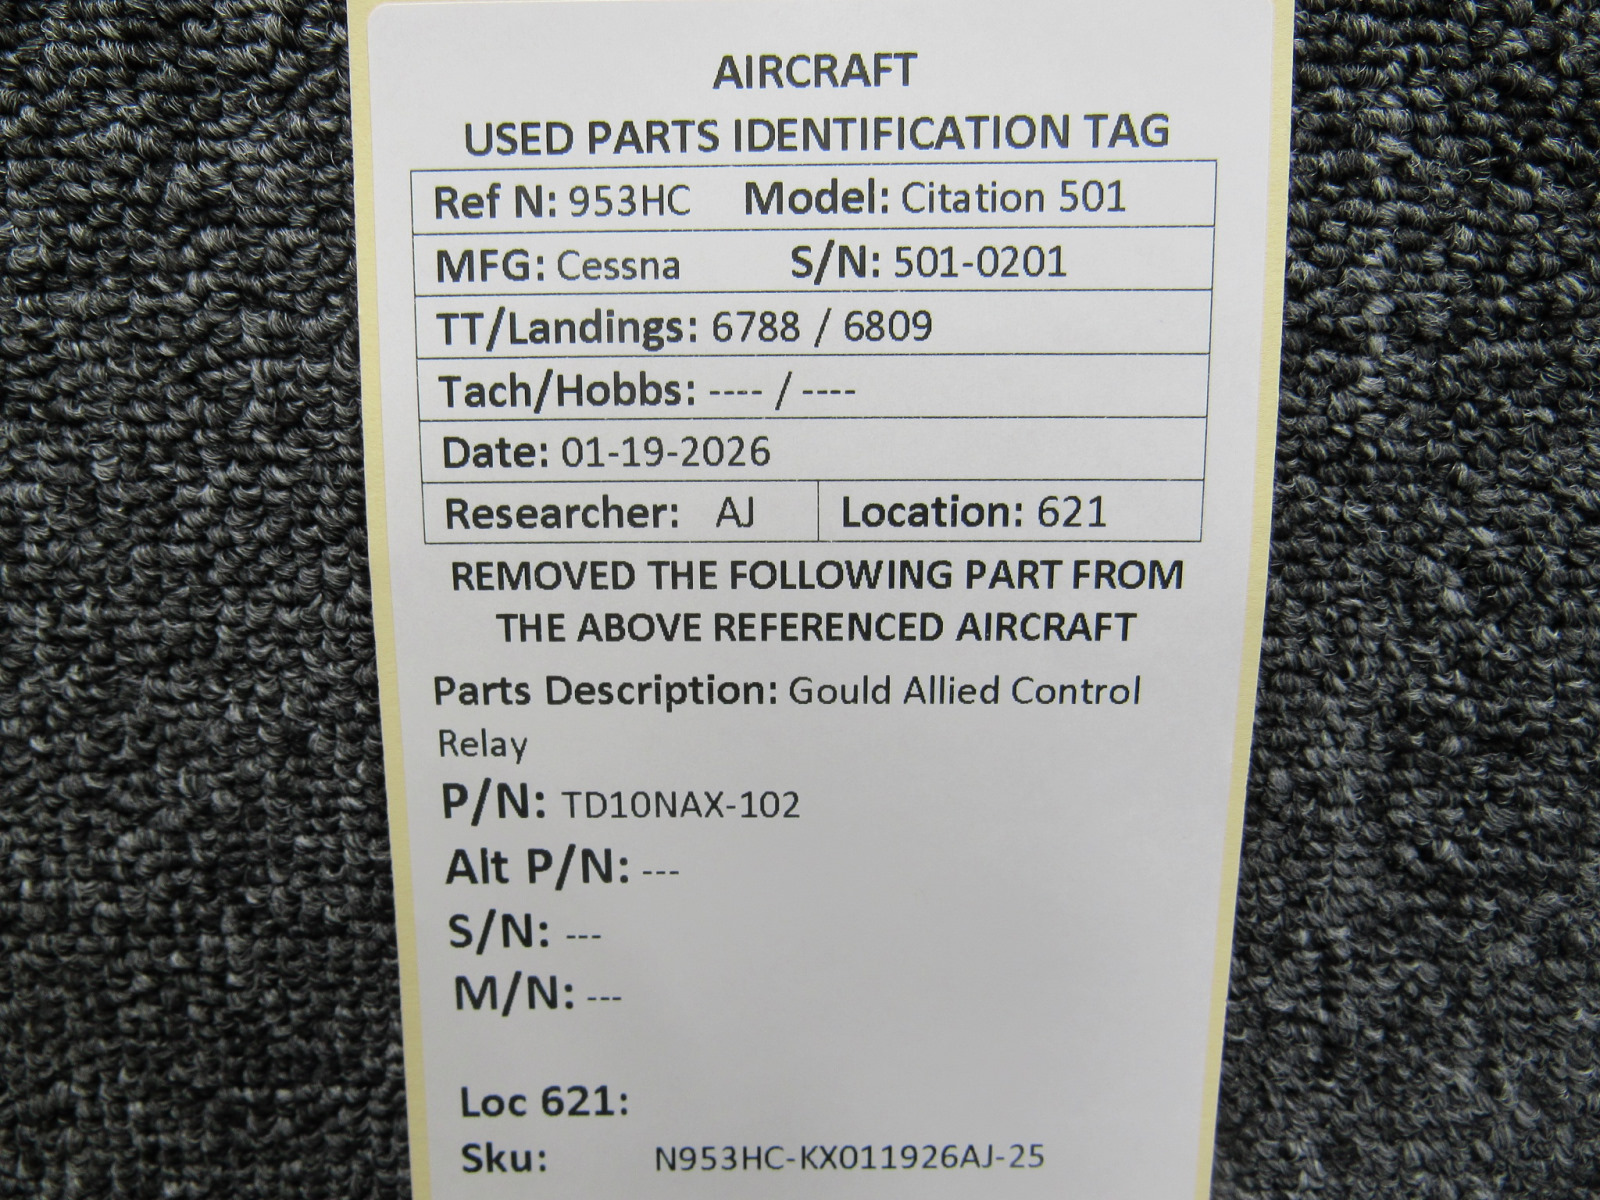 AIRCRAFT
USED PARTS IDENTIFICATION TAG
Ref N: 953HC Model: Citation 501
MFG: Cessna S/N: 501-0201
TT/Landings: 6788 / 6809
Tach/Hobbs: ---- / ----
Date: 01-19-2026
Researcher: AJ Location: 621
REMOVED THE FOLLOWING PART FROM
THE ABOVE REFERENCED AIRCRAFT
Parts Description: Gould Allied Control
Relay
P/N: TD10NAX-102
Alt P/N: ---
S/N: ---
M/N: ---
Loc 621:
Sku: N953HC-KX011926AJ-25